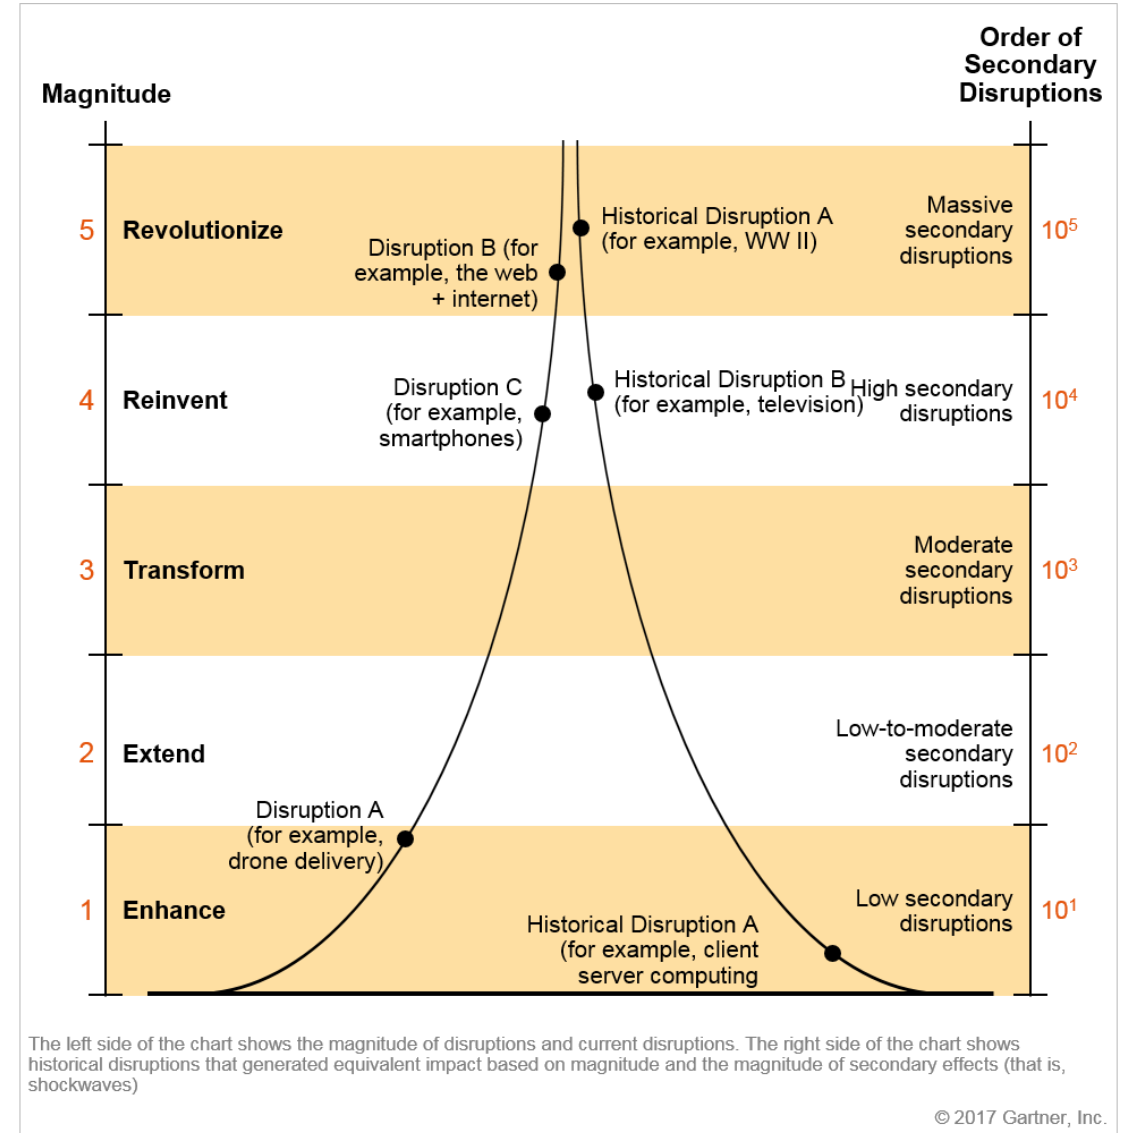 Order of
Secondary
Disruptions
Magnitude
5
Revolutionize
Disruption B (for
example, the web
+ internet)
Historical Disruption A
(for example, WW II)
Massive
secondary
disruptions
10⁵
4
Reinvent
Disruption C
(for example,
smartphones)
Historical Disruption B
(for example, television)
High secondary
disruptions
10⁴
3
Transform
Moderate
secondary
disruptions
10³
2
Extend
Low-to-moderate
secondary
disruptions
10²
Disruption A
(for example,
drone delivery)
1
Enhance
Low secondary
disruptions
10¹
Historical Disruption A
(for example, client
server computing
The left side of the chart shows the magnitude of disruptions and current disruptions. The right side of the chart shows
historical disruptions that generated equivalent impact based on magnitude and the magnitude of secondary effects (that is,
shockwaves)
© 2017 Gartner, Inc.